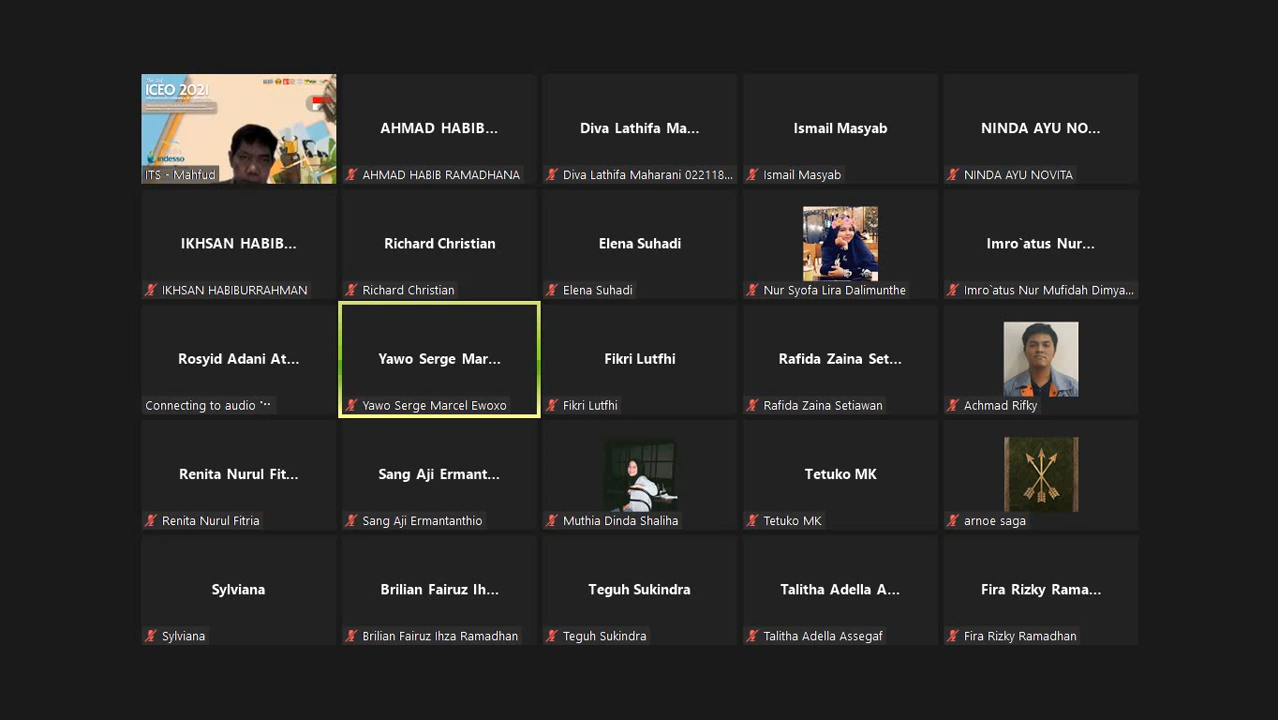 ICEO 2021
indesso
ITS - Mahfud
AHMAD HABIB...
AHMAD HABIB RAMADHANA
Diva Lathifa Ma...
Diva Lathifa Maharani 022118...
Ismail Masyab
Ismail Masyab
NINDA AYU NO...
NINDA AYU NOVITA
IKHSAN HABIB...
IKHSAN HABIBURRAHMAN
Richard Christian
Richard Christian
Elena Suhadi
Elena Suhadi
Nur Syofa Lira Dalimunthe
Imro`atus Nur...
Imro`atus Nur Mufidah Dimya...
Rosyid Adani At...
Connecting to audio ···
Yawo Serge Mar...
Yawo Serge Marcel Ewoxo
Fikri Lutfhi
Fikri Lutfhi
Rafida Zaina Set...
Rafida Zaina Setiawan
Achmad Rifky
Renita Nurul Fit...
Renita Nurul Fitria
Sang Aji Ermant...
Sang Aji Ermantanthio
Muthia Dinda Shaliha
Tetuko MK
Tetuko MK
arnoe saga
Sylviana
Sylviana
Brilian Fairuz Ih...
Brilian Fairuz Ihza Ramadhan
Teguh Sukindra
Teguh Sukindra
Talitha Adella A...
Talitha Adella Assegaf
Fira Rizky Rama...
Fira Rizky Ramadhan